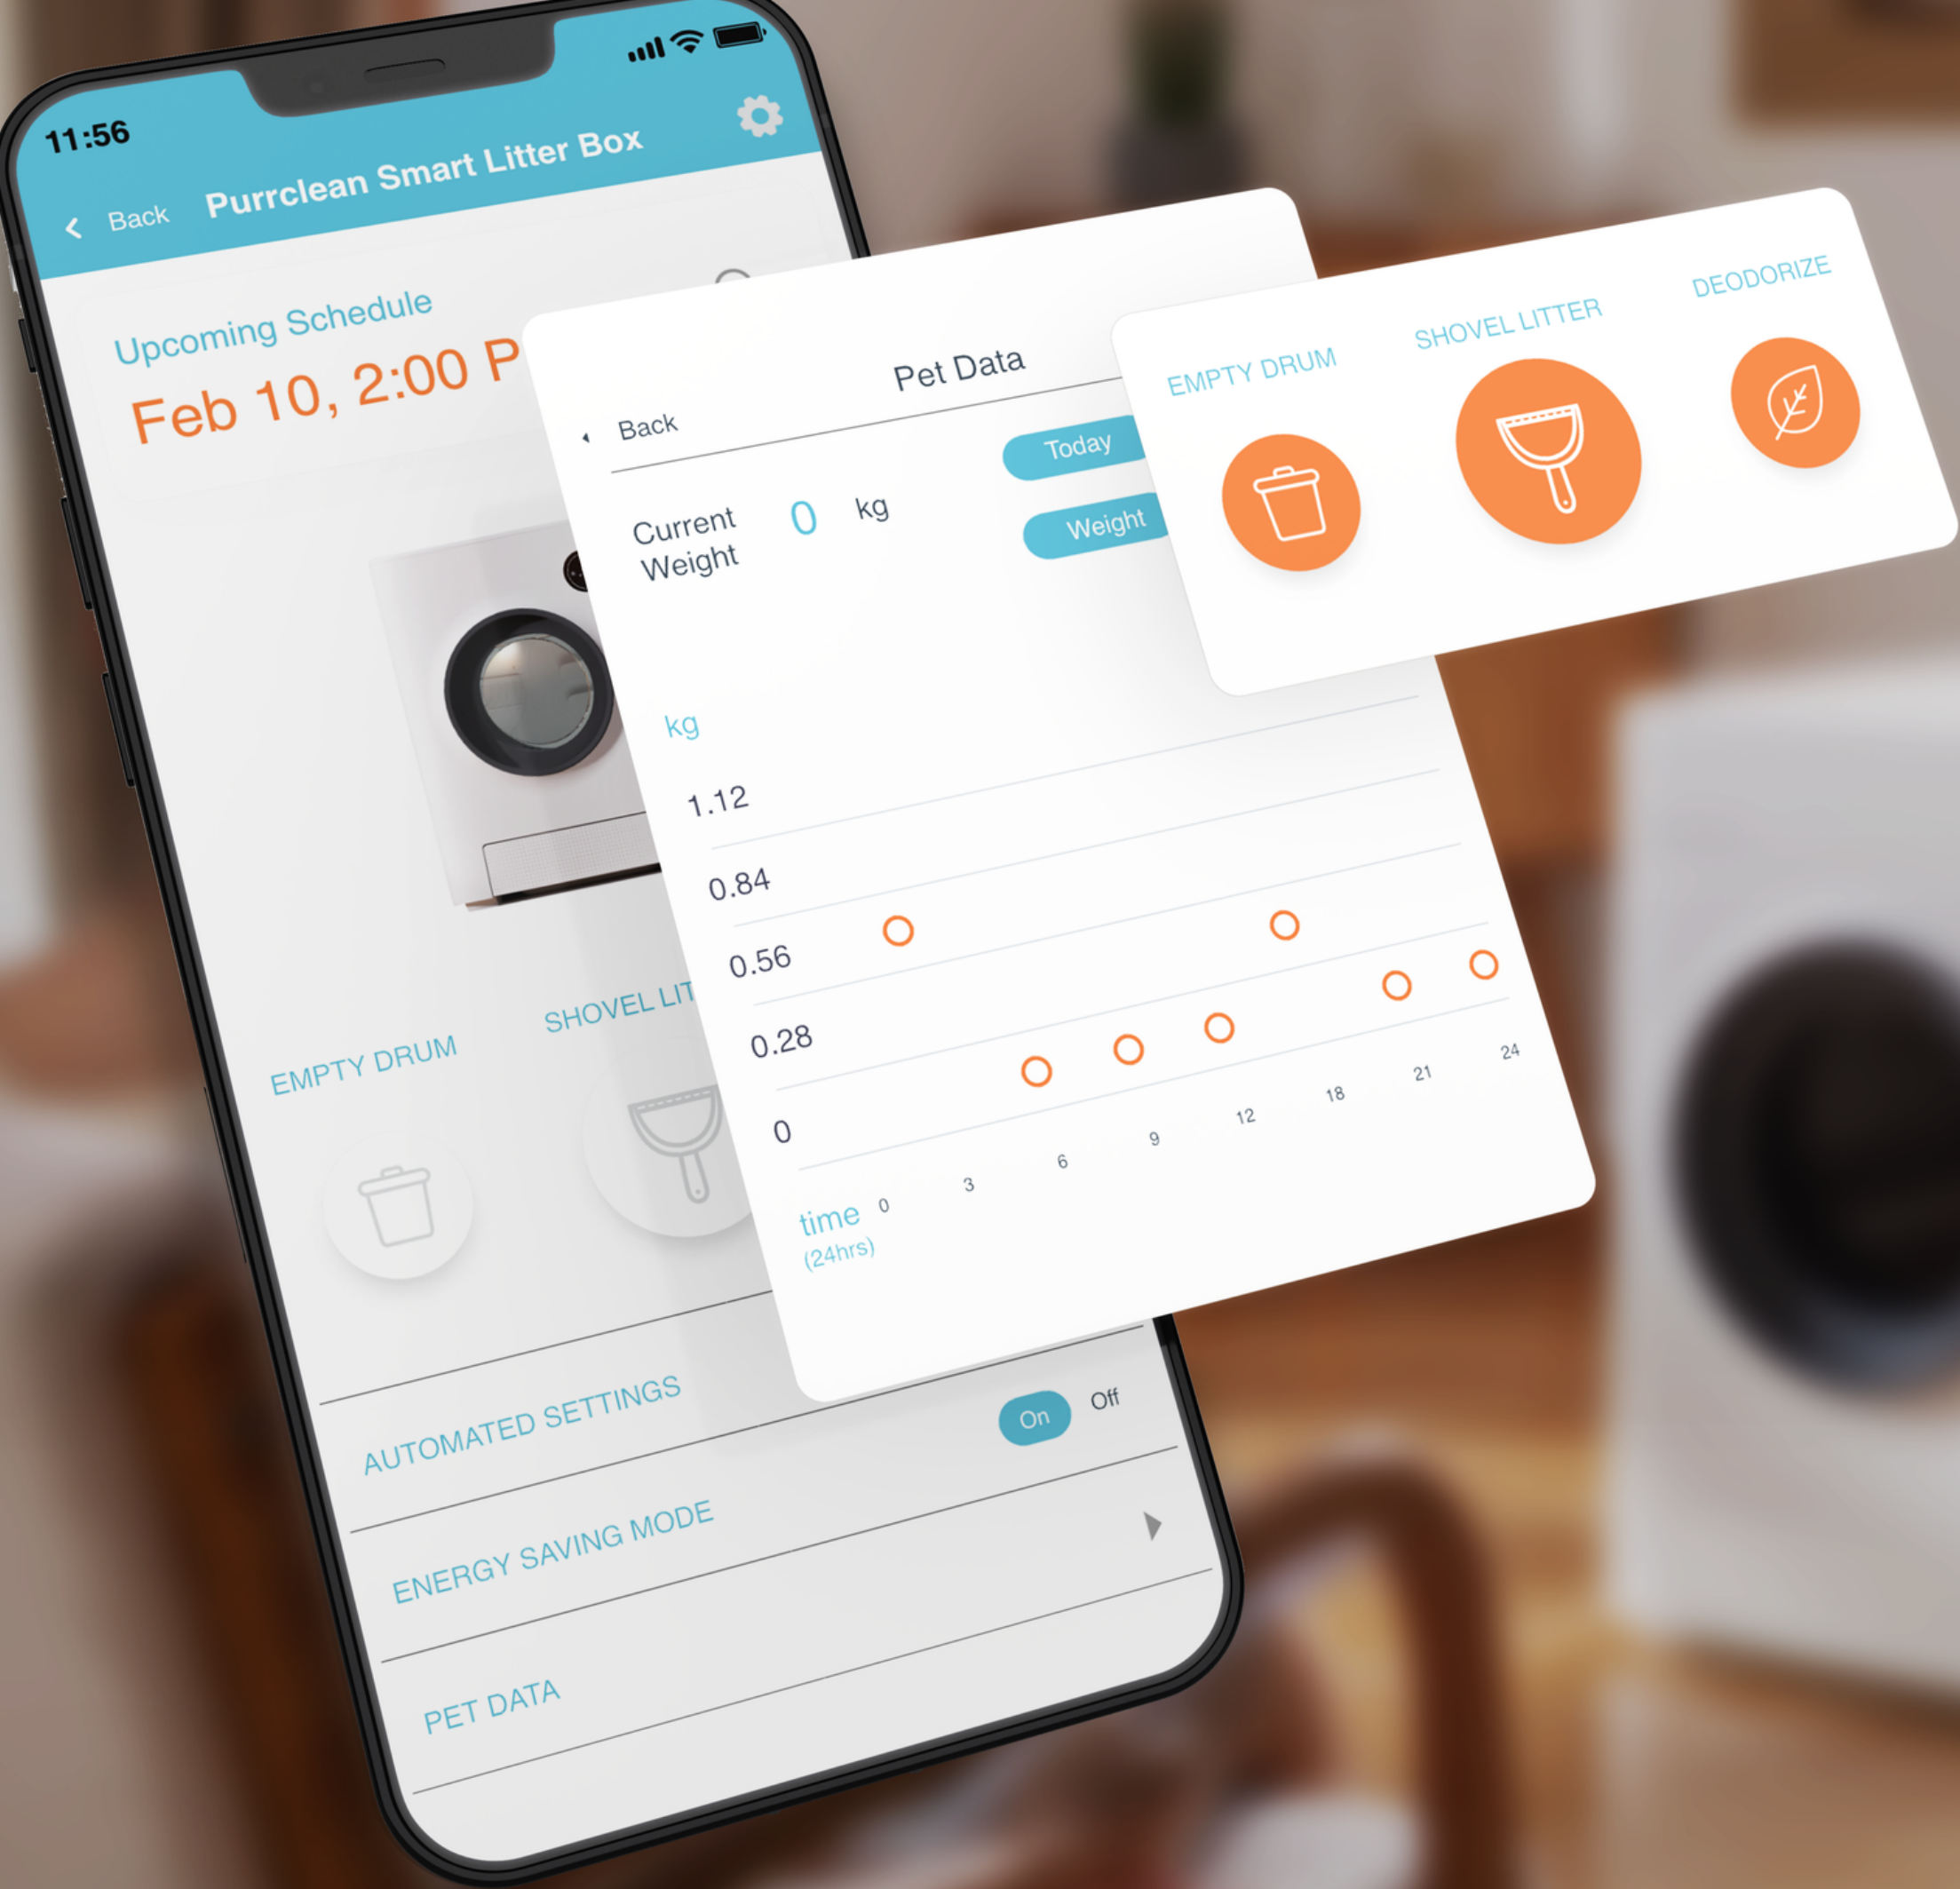 11:56
Back
Purrclean Smart Litter Box
Upcoming Schedule
Feb 10, 2:00 P
EMPTY DRUM
SHOVEL LIT
AUTOMATED SETTINGS
ENERGY SAVING MODE
On Off
PET DATA
Pet Data
Back
Current
Weight
0 kg
Today
Weight
kg
1.12
0.84
0.56
0.28
0
time
(24hrs)
0 3 6 9 12 18 21 24
EMPTY DRUM
SHOVEL LITTER
DEODORIZE